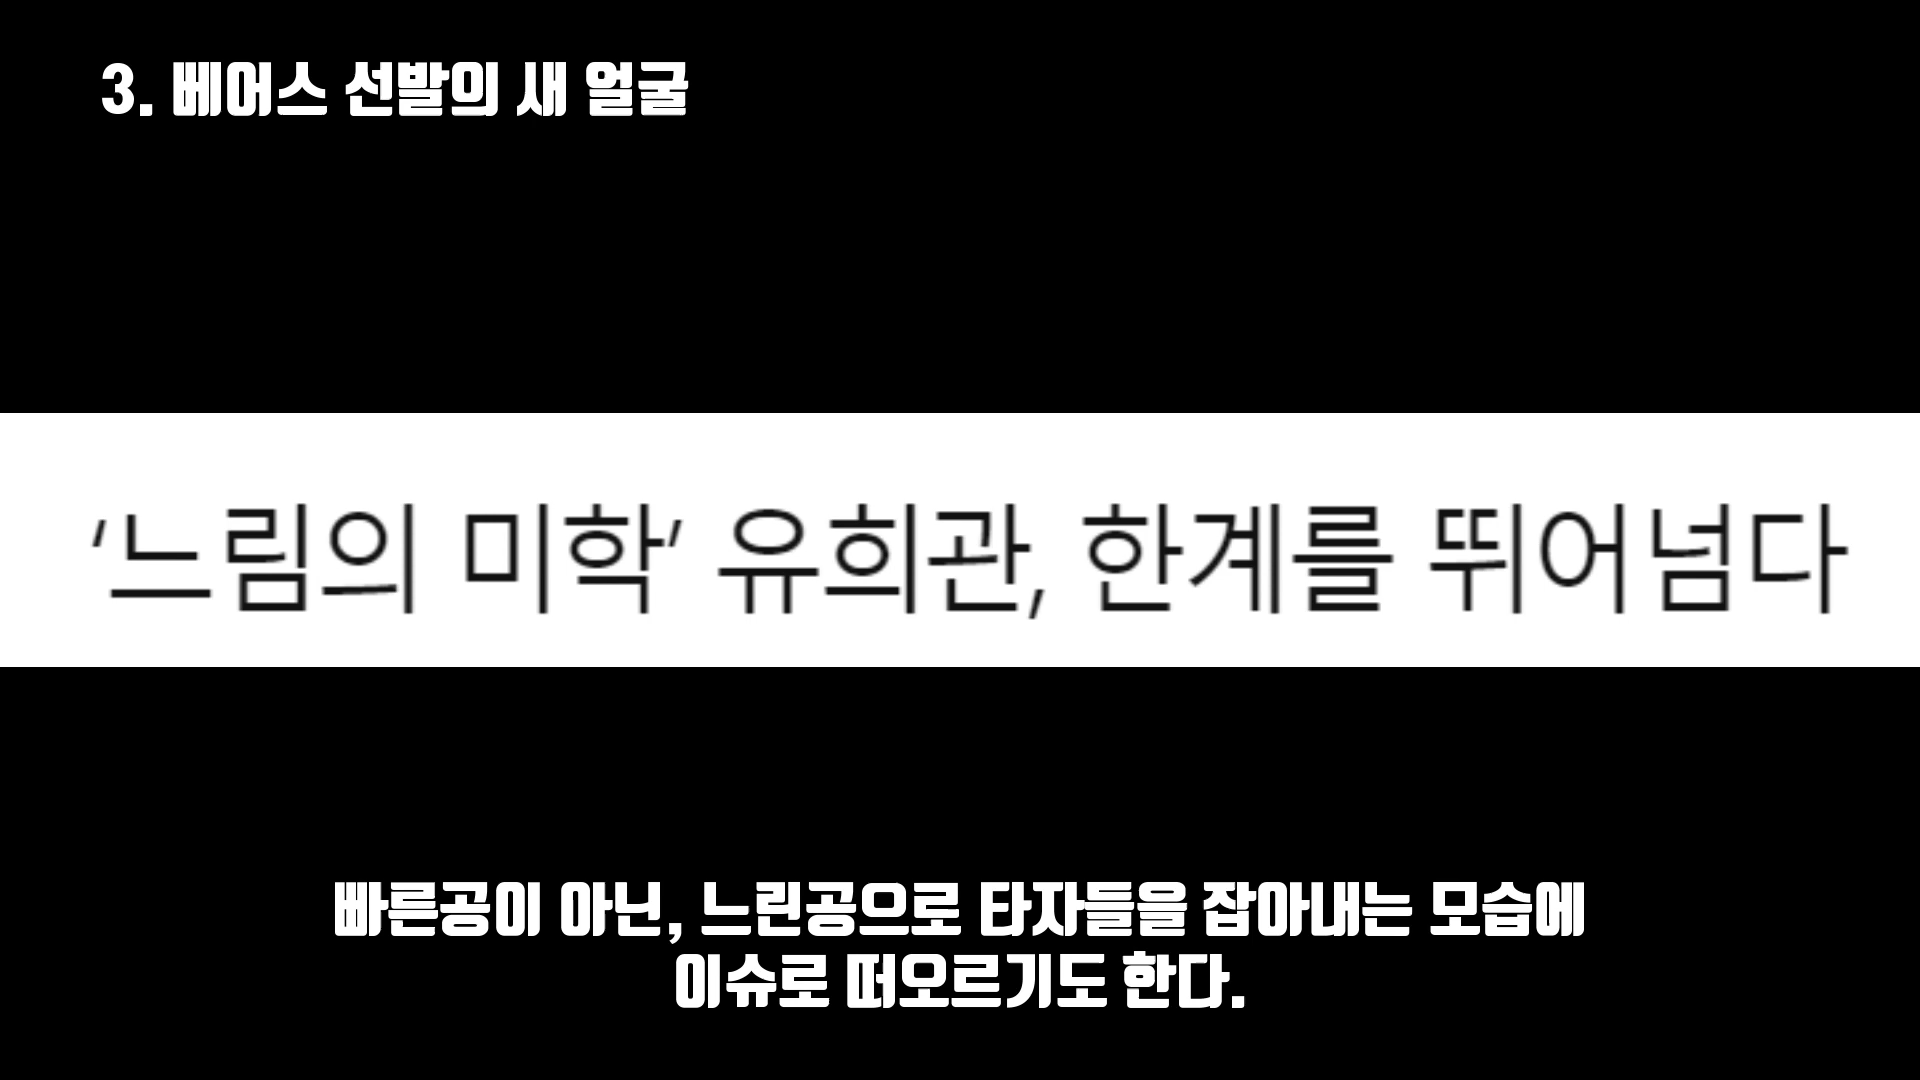 3. 베어스 선발의 새 얼굴
‘느림의 미학’ 유희관, 한계를 뛰어넘다
빠른공이 아닌, 느린공으로 타자들을 잡아내는 모습에
이슈로 떠오르기도 한다.